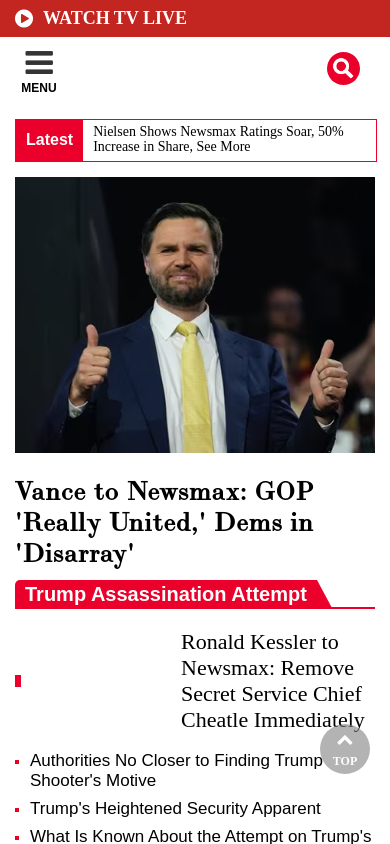 WATCH TV LIVE
MENU
Latest
Nielsen Shows Newsmax Ratings Soar, 50%
Increase in Share, See More
Vance to Newsmax: GOP
'Really United,' Dems in
'Disarray'
Trump Assassination Attempt
Ronald Kessler to
Newsmax: Remove
Secret Service Chief
Cheatle Immediately
TOP
Authorities No Closer to Finding Trump
Shooter's Motive
Trump's Heightened Security Apparent
What Is Known About the Attempt on Trump's